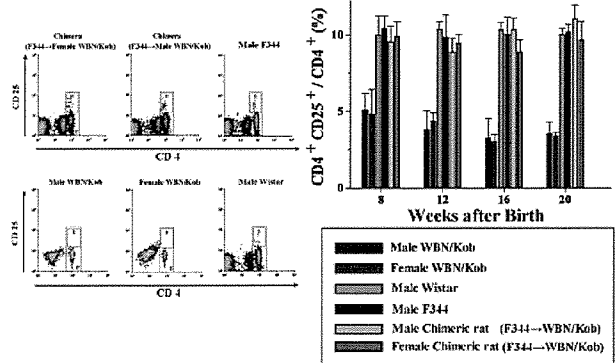 Chimera
(F344→Female WBN/Kob)
Chimera
(F344→Male WBN/Kob)
Male F344
CD 25
CD 4
Male WBN/Kob
Female WBN/Kob
Male Wistar
CD 25
CD 4
CD4+ CD25+ / CD4+ (%)
10
5
0
8
12
16
20
Weeks after Birth
Male WBN/Kob
Female WBN/Kob
Male Wistar
Male F344
Male Chimeric rat (F344→WBN/Kob)
Female Chimeric rat (F344→WBN/Kob)